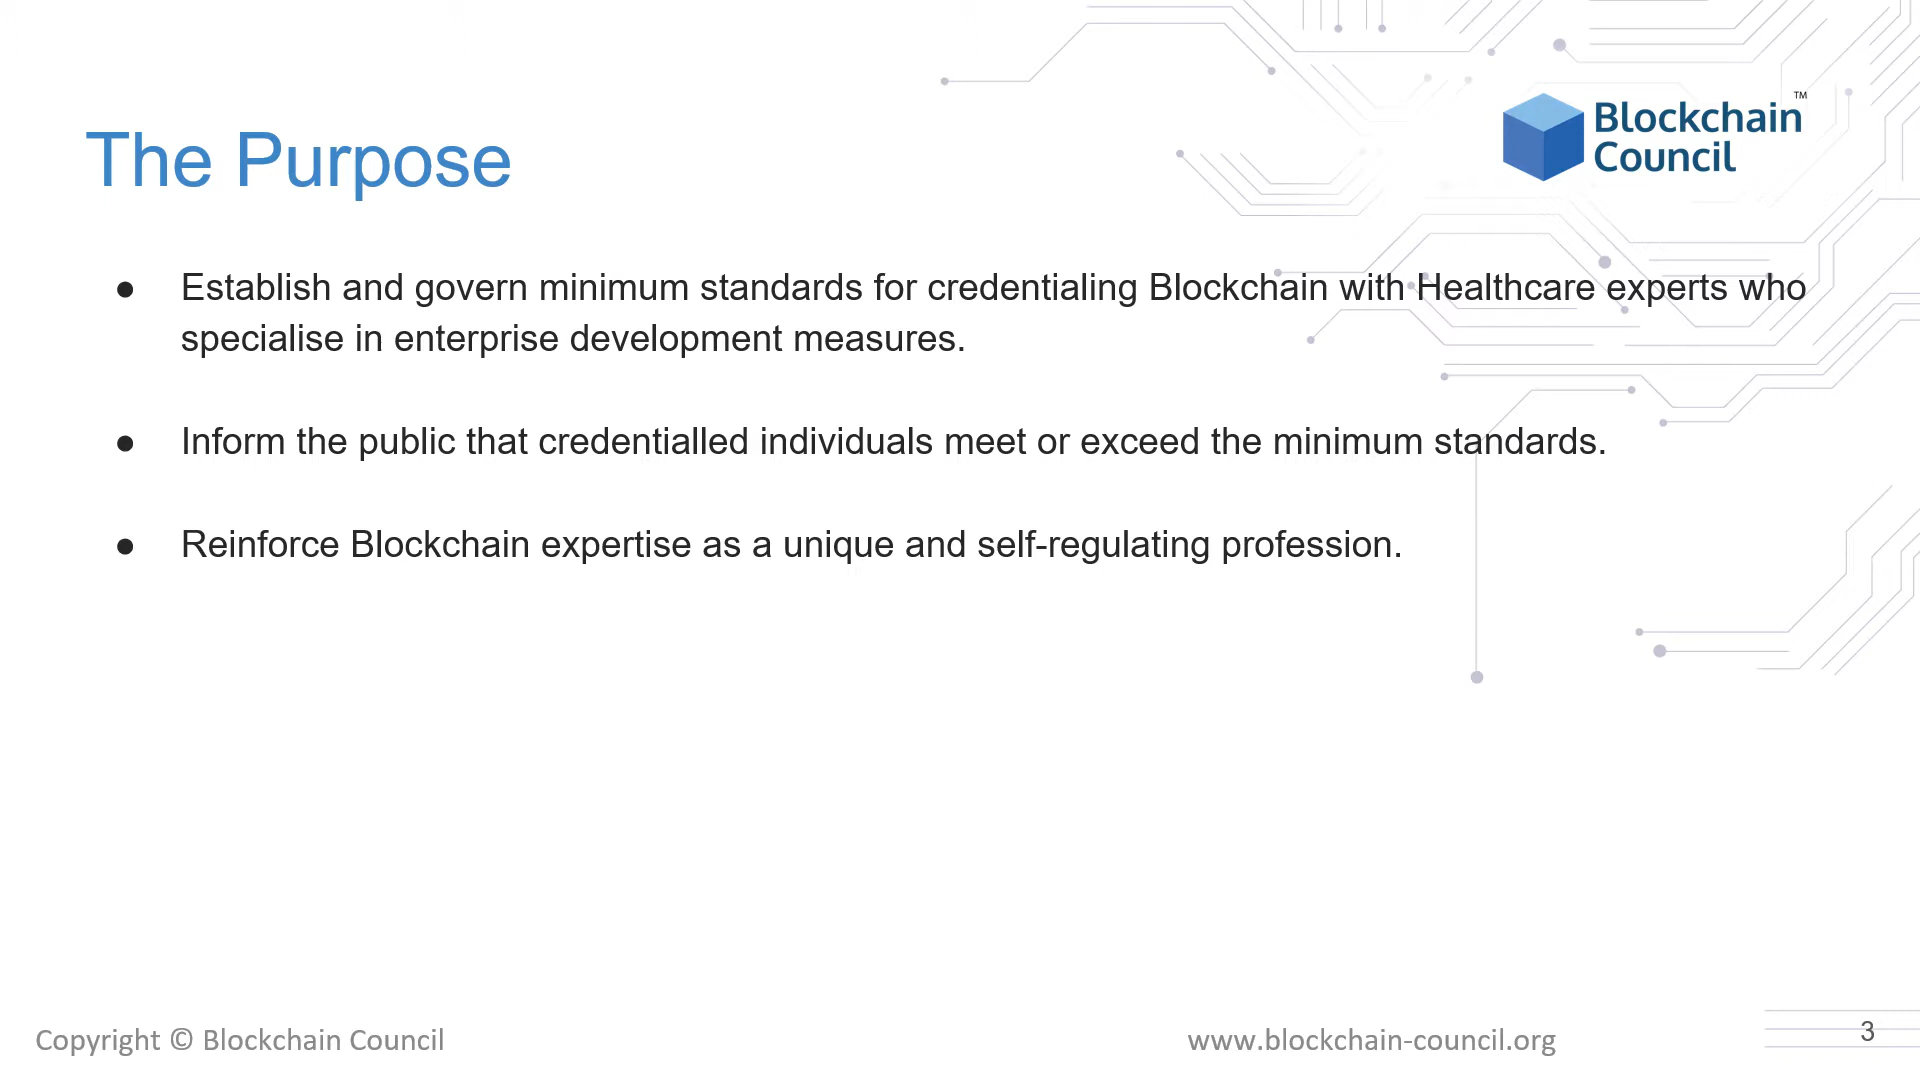 Blockchain™
Council
The Purpose
● Establish and govern minimum standards for credentialing Blockchain with Healthcare experts who
specialise in enterprise development measures.
● Inform the public that credentialled individuals meet or exceed the minimum standards.
● Reinforce Blockchain expertise as a unique and self-regulating profession.
Copyright © Blockchain Council
www.blockchain-council.org
3